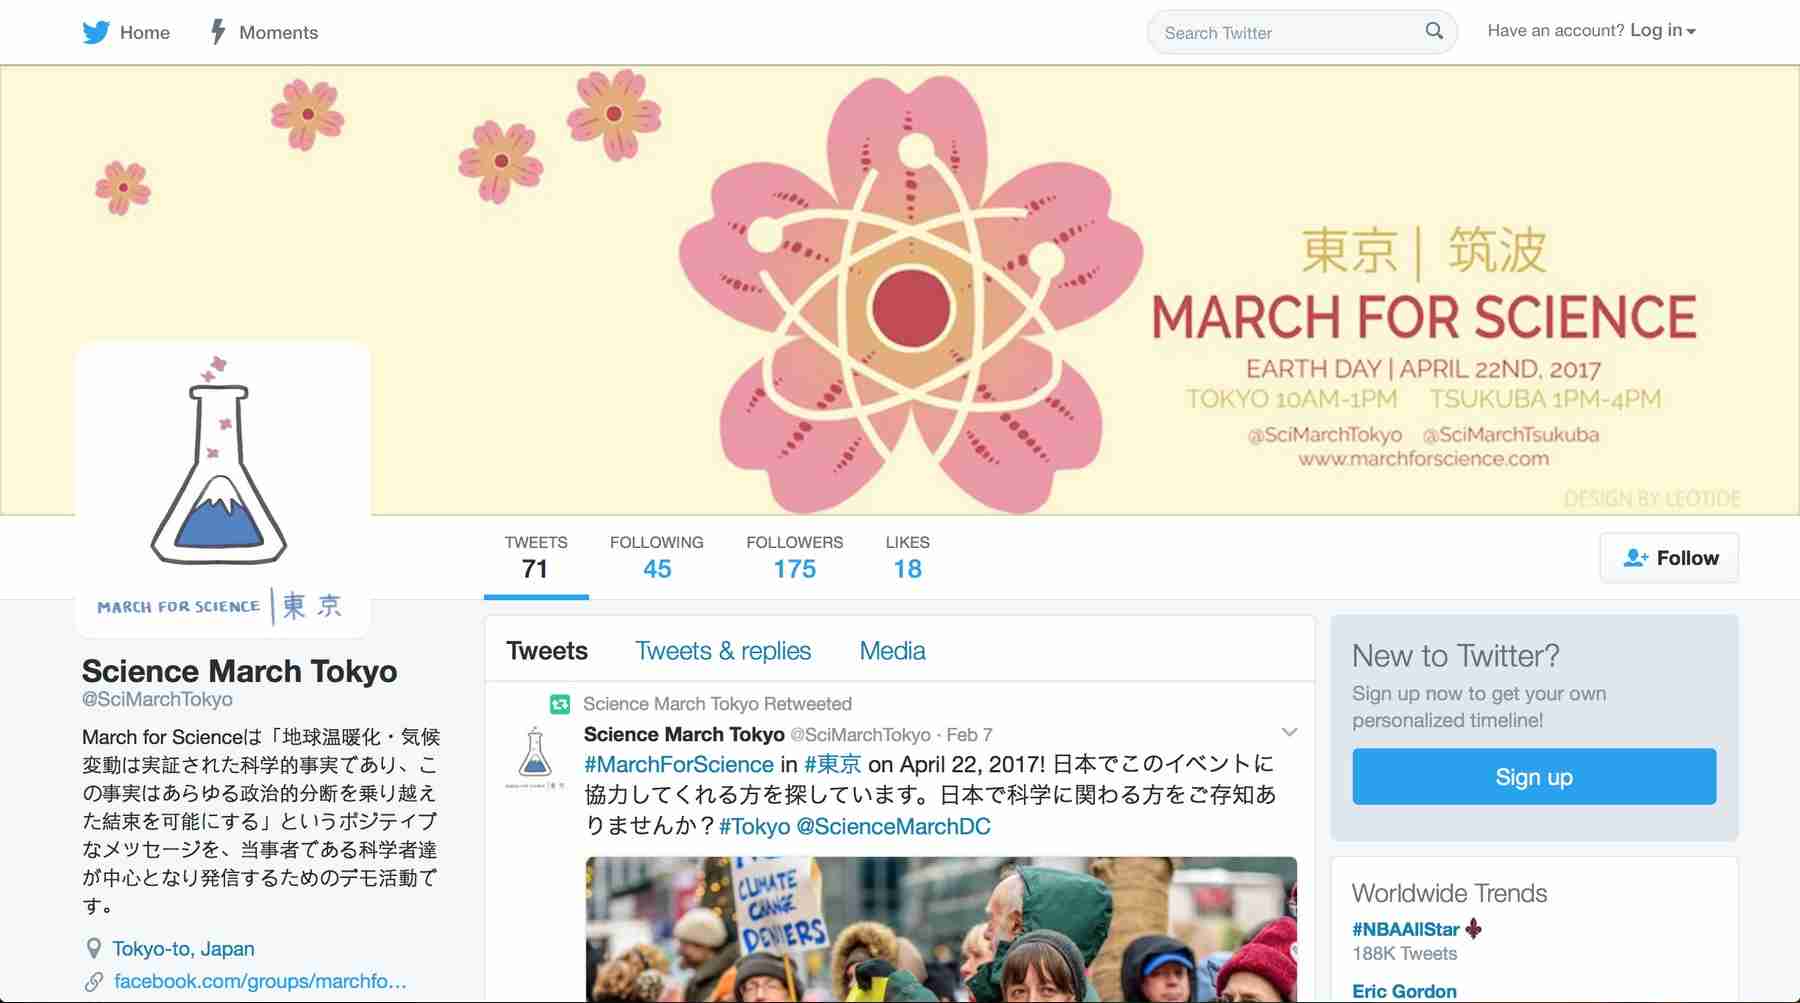 Home
Moments
Search Twitter
Have an account? Log in
東京 | 筑波
MARCH FOR SCIENCE
EARTH DAY | APRIL 22ND, 2017
TOKYO 10AM-1PM TSUKUBA 1PM-4PM
@SciMarchTokyo @SciMarchTsukuba
www.marchforscience.com
DESIGN BY LEOTIDE
MARCH FOR SCIENCE | 東京
TWEETS
71
FOLLOWING
45
FOLLOWERS
175
LIKES
18
Follow
Science March Tokyo
@SciMarchTokyo
March for Scienceは「地球温暖化・気候
変動は実証された科学的事実であり、こ
の事実はあらゆる政治的分断を乗り越え
た結束を可能にする」というポジティブ
なメッセージを、当事者である科学者達
が中心となり発信するためのデモ活動で
す。
Tokyo-to, Japan
facebook.com/groups/marchfo…
Tweets
Tweets & replies
Media
Science March Tokyo Retweeted
Science March Tokyo @SciMarchTokyo · Feb 7
#MarchForScience in #東京 on April 22, 2017! 日本でこのイベントに
協力してくれる方を探しています。日本で科学に関わる方をご存知あ
りませんか？#Tokyo @ScienceMarchDC
CLIMATE
CHANGE
DENIERS
New to Twitter?
Sign up now to get your own
personalized timeline!
Sign up
Worldwide Trends
#NBAAllStar
188K Tweets
Eric Gordon